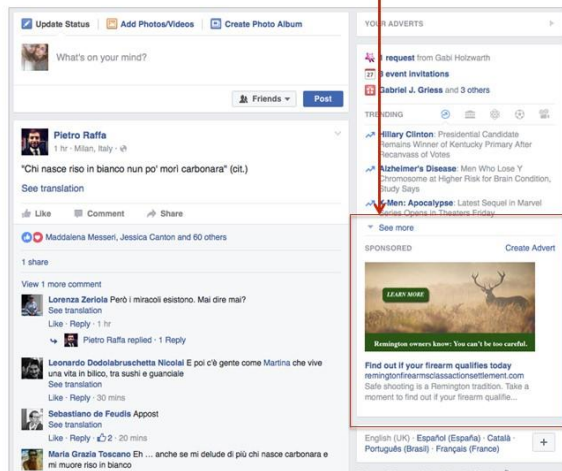 Update Status
Add Photos/Videos
Create Photo Album
What's on your mind?
Friends
Post
Pietro Raffa
1 hr · Milan, Italy ·
"Chi nasce riso in bianco nun po' morì carbonara" (cit.)
See translation
Like
Comment
Share
Maddalena Messeri, Jessica Canton and 60 others
1 share
View 1 more comment
Lorenza Zeriola Però i miracoli esistono. Mai dire mai?
See translation
Like · Reply · 1 hr
Pietro Raffa replied · 1 Reply
Leonardo Dodolabruschetta Nicolai E poi c'è gente come Martina che vive
una vita in bilico, tra sushi e guanciale
See translation
Like · Reply · 30 mins
Sebastiano de Feudis Appost
See translation
Like · Reply · 2 · 20 mins
Maria Grazia Toscano Eh ... anche se mi delude di più chi nasce carbonara e
mi muore riso in bianco
YOUR ADVERTS
1 request from Gabi Holzwarth
27
event invitations
Gabriel J. Griess and 3 others
TRENDING
Hillary Clinton: Presidential Candidate
Remains Winner of Kentucky Primary After
Recanvass of Votes
Alzheimer's Disease: Men Who Lose Y
Chromosome at Higher Risk for Brain Condition,
Study Says
X-Men: Apocalypse: Latest Sequel in Marvel
Series Opens in Theaters Friday
See more
SPONSORED
Create Advert
LEARN MORE
Remington owners know: You can't be too careful.
Find out if your firearm qualifies today
remingtonfirearmsclassactionsettlement.com
Safe shooting is a Remington tradition. Take a
moment to find out if your firearm qualifie...
English (UK) · Español (España) · Català ·
Português (Brasil) · Français (France)
+